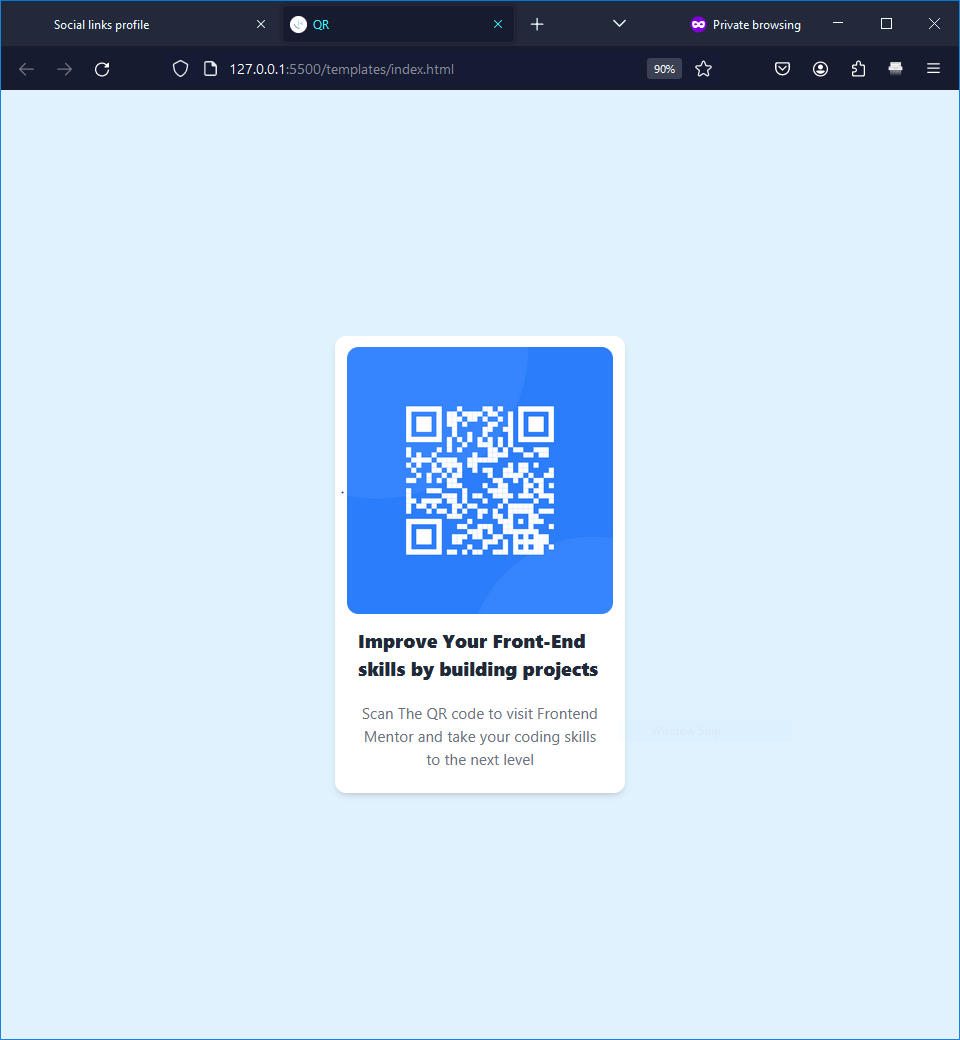 Social links profile
QR
Private browsing
127.0.0.1:5500/templates/index.html
90%
Improve Your Front-End
skills by building projects
Scan The QR code to visit Frontend
Mentor and take your coding skills
to the next level
Window Snip